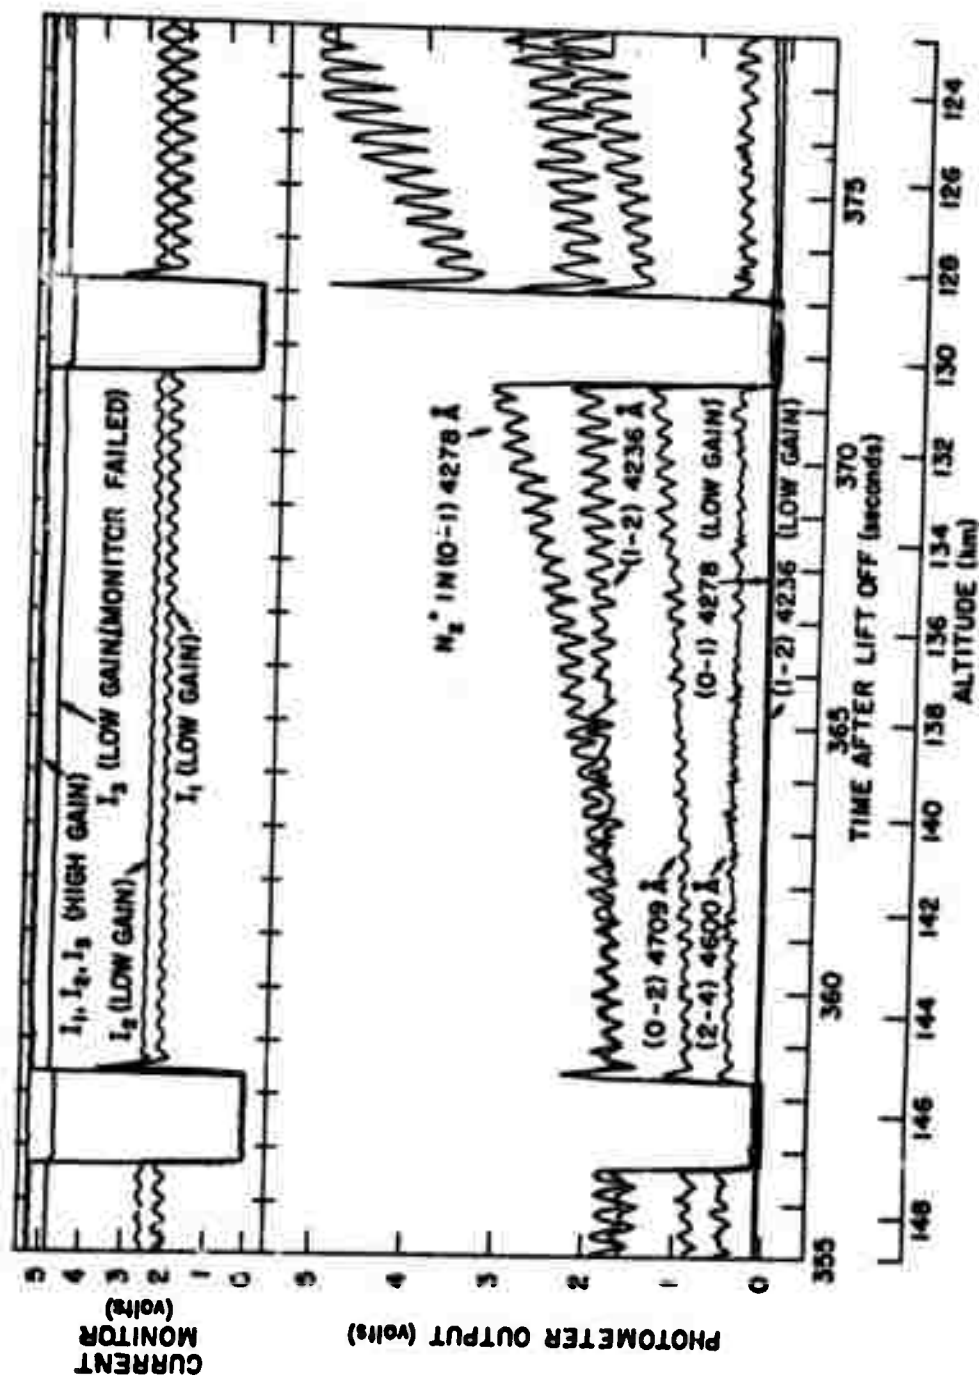 CURRENT
MONITOR
(volts)
5
4
3
2
1
0
I₁, I₂, I₃ (HIGH GAIN)
I₃ (LOW GAIN)(MONITOR FAILED)
I₂ (LOW GAIN)
I₁ (LOW GAIN)
PHOTOMETER OUTPUT (volts)
5
4
3
2
1
0
N₂⁺ 1N (0-1) 4278 Å
(1-2) 4236 Å
(0-2) 4709 Å
(0-1) 4278 (LOW GAIN)
(2-4) 4600 Å
(1-2) 4236 (LOW GAIN)
355 360 365 370 375
TIME AFTER LIFT OFF (seconds)
148 146 144 142 140 138 136 134 132 130 128 126 124
ALTITUDE (km)